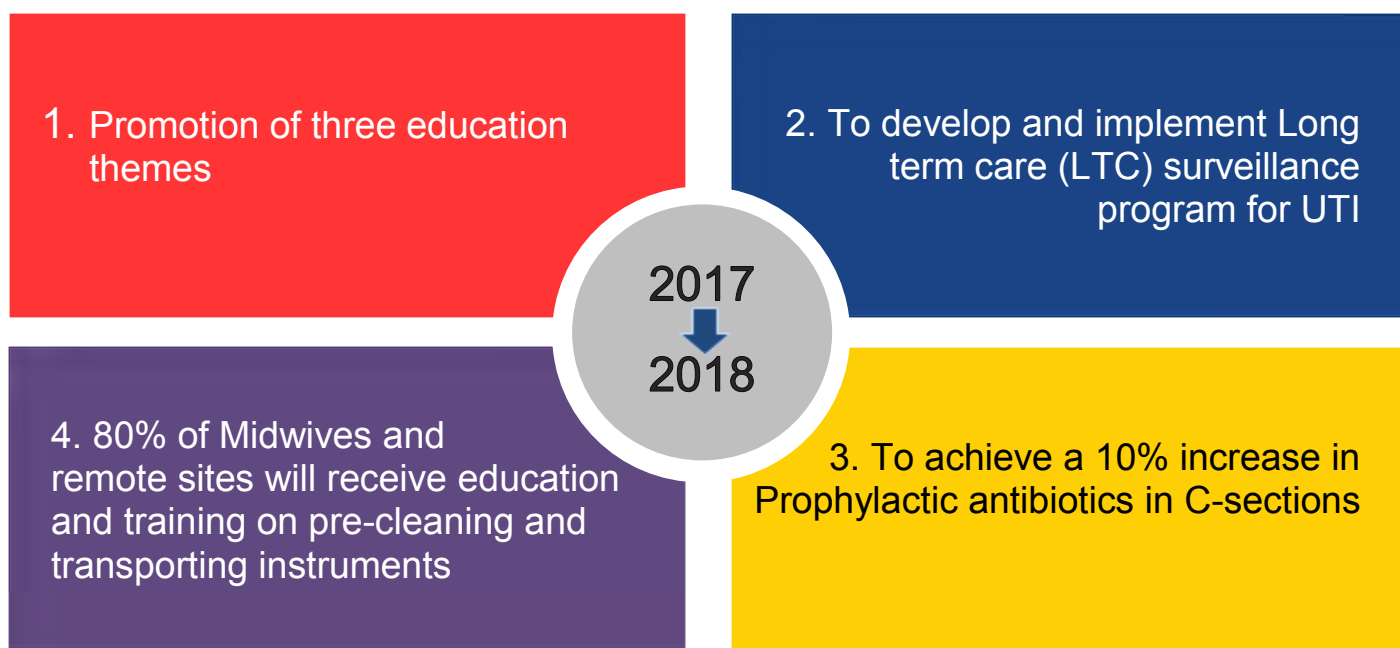 1. Promotion of three education
themes
2. To develop and implement Long
term care (LTC) surveillance
program for UTI
2017
2018
4. 80% of Midwives and
remote sites will receive education
and training on pre-cleaning and
transporting instruments
3. To achieve a 10% increase in
Prophylactic antibiotics in C-sections